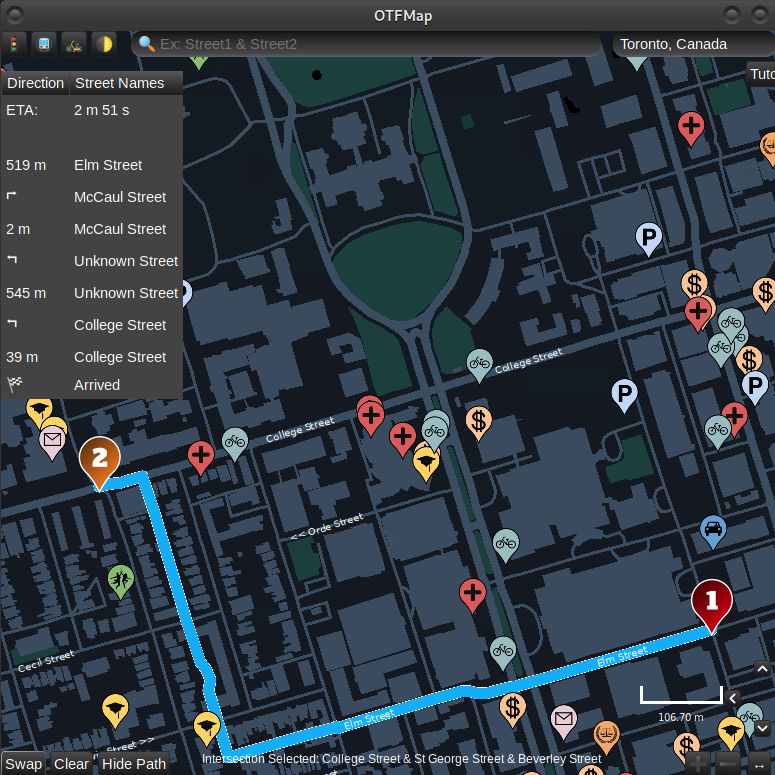 OTFMap
Ex: Street1 & Street2
Toronto, Canada
Tuto
Direction Street Names
ETA: 2 m 51 s
519 m Elm Street
McCaul Street
2 m McCaul Street
Unknown Street
545 m Unknown Street
College Street
39 m College Street
Arrived
P
P
P
College Street
College Street
2
<< Orde Street
1
Elm Street
Cecil Street
Elm Street
106.70 m
Street >>
Intersection Selected: College Street & St George Street & Beverley Street
Swap Clear Hide Path